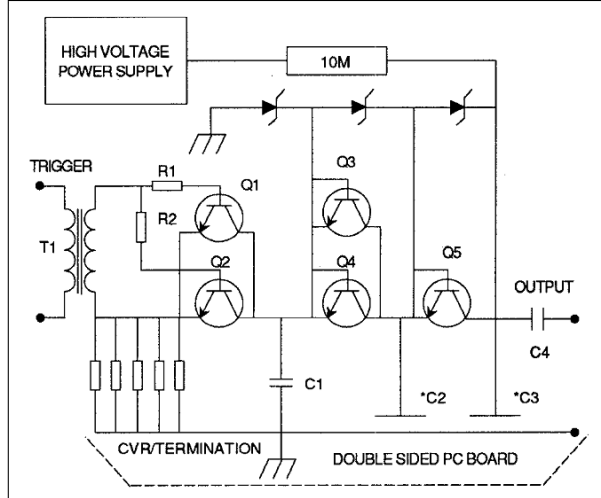 HIGH VOLTAGE
POWER SUPPLY
10M
TRIGGER
R1
Q1
Q3
R2
T1
Q2
Q4
Q5
OUTPUT
C4
C1
*C2
*C3
CVR/TERMINATION
DOUBLE SIDED PC BOARD